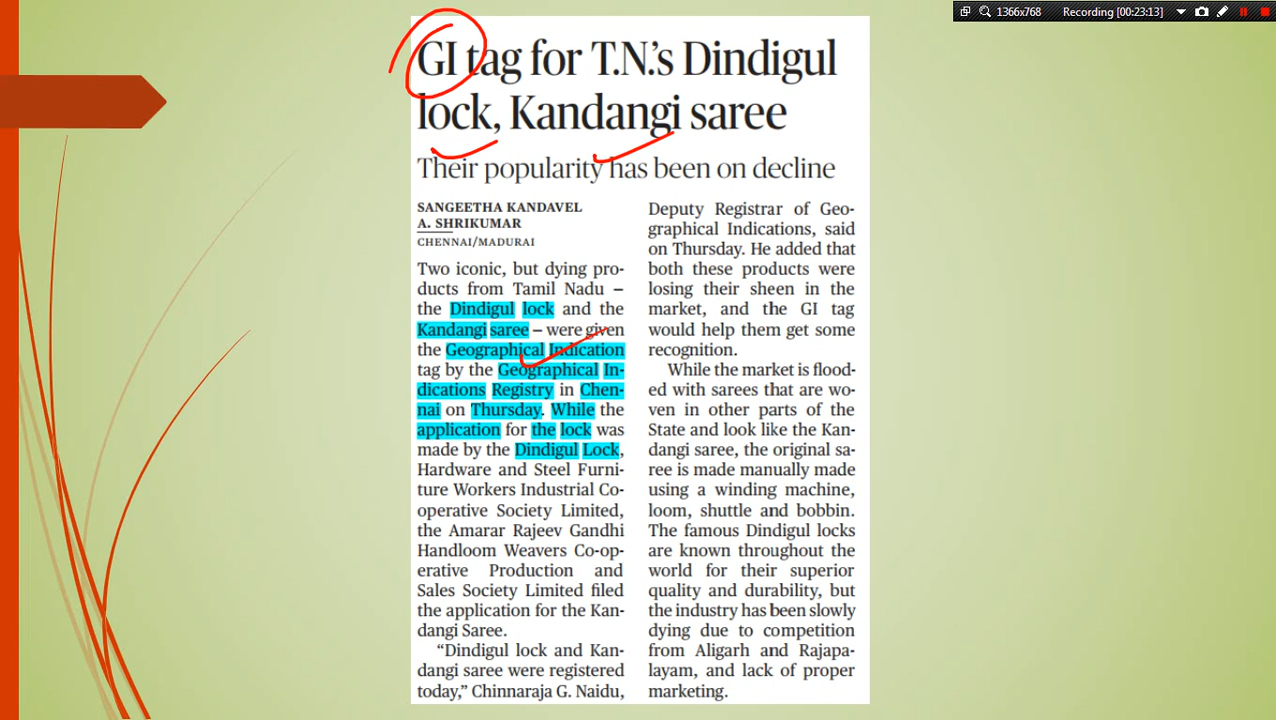 1366x768
Recording [00:23:13]
GI tag for T.N.'s Dindigul
lock, Kandangi saree
Their popularity has been on decline
SANGEETHA KANDAVEL
A. SHRIKUMAR
CHENNAI/MADURAI
Two iconic, but dying pro-
ducts from Tamil Nadu –
the Dindigul lock and the
Kandangi saree – were given
the Geographical Indication
tag by the Geographical In-
dications Registry in Chen-
nai on Thursday. While the
application for the lock was
made by the Dindigul Lock,
Hardware and Steel Furni-
ture Workers Industrial Co-
operative Society Limited,
the Amarar Rajeev Gandhi
Handloom Weavers Co-op-
erative Production and
Sales Society Limited filed
the application for the Kan-
dangi Saree.
“Dindigul lock and Kan-
dangi saree were registered
today,” Chinnaraja G. Naidu,
Deputy Registrar of Geo-
graphical Indications, said
on Thursday. He added that
both these products were
losing their sheen in the
market, and the GI tag
would help them get some
recognition.
While the market is flood-
ed with sarees that are wo-
ven in other parts of the
State and look like the Kan-
dangi saree, the original sa-
ree is made manually made
using a winding machine,
loom, shuttle and bobbin.
The famous Dindigul locks
are known throughout the
world for their superior
quality and durability, but
the industry has been slowly
dying due to competition
from Aligarh and Rajapa-
layam, and lack of proper
marketing.